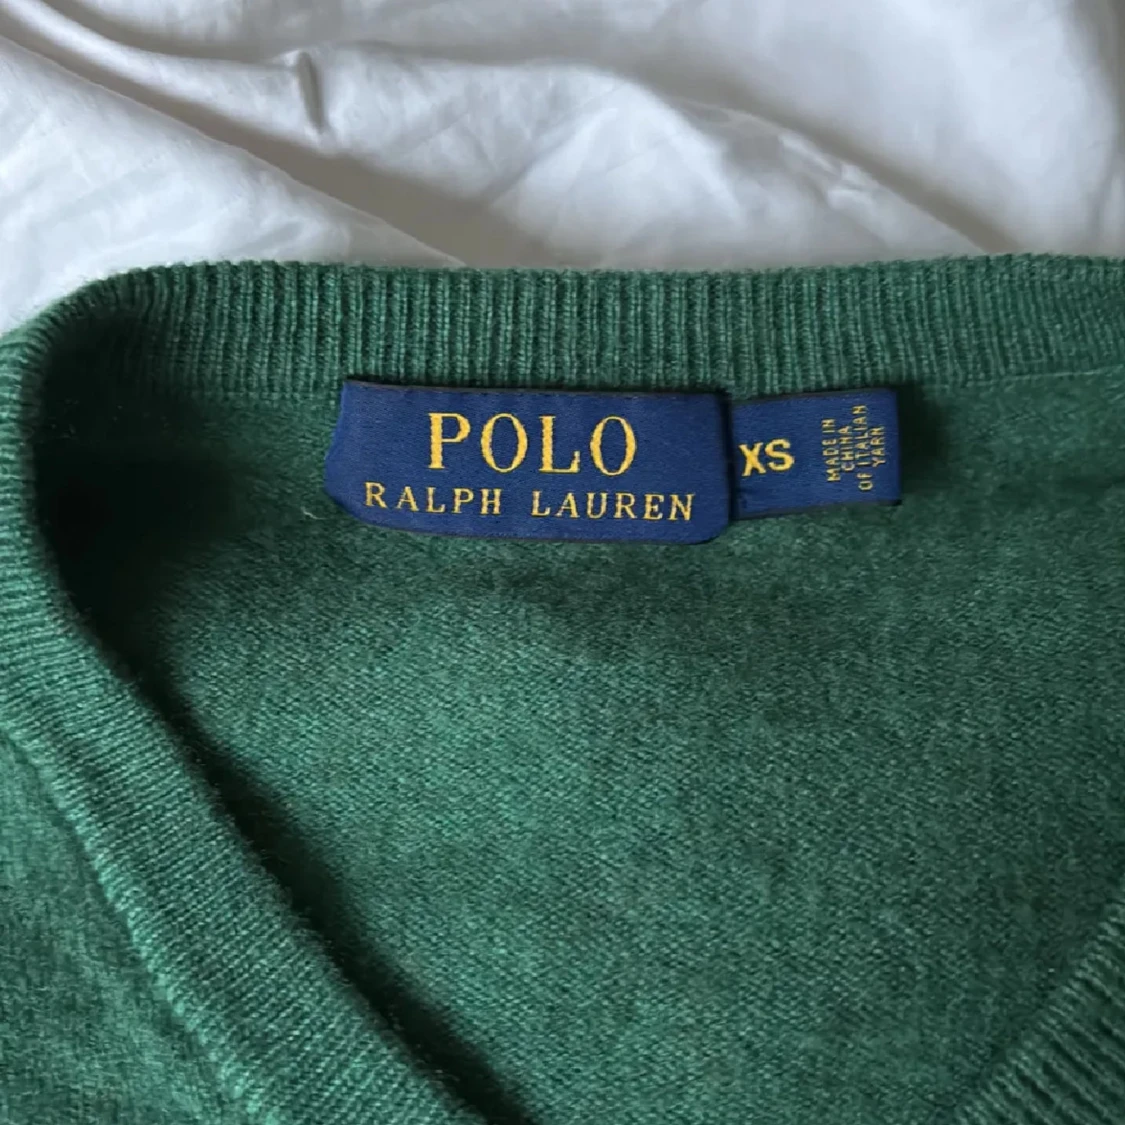 POLO
RALPH LAUREN
XS
MADE IN
CHINA
OF ITALIAN
YARN